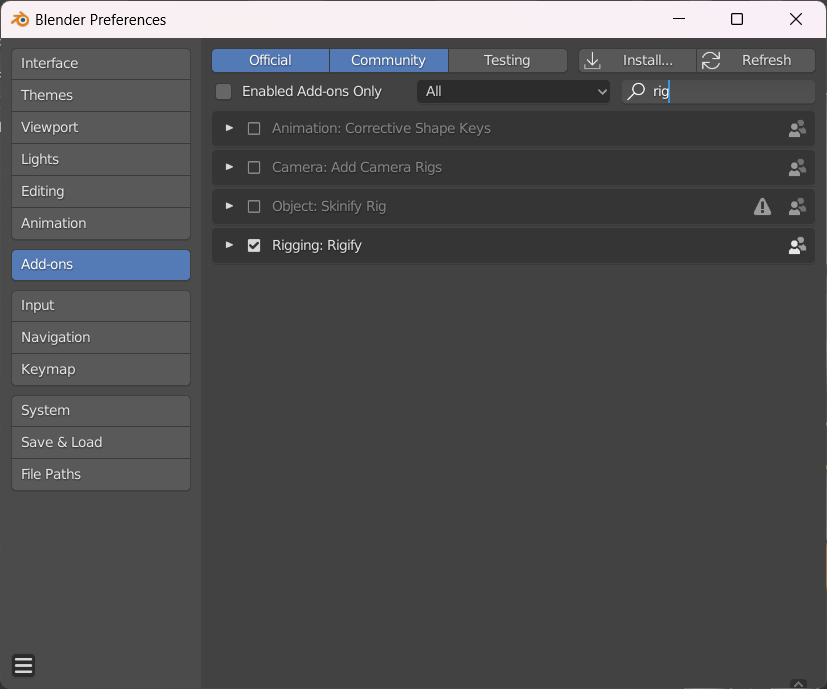 Blender Preferences
Interface
Themes
Viewport
Lights
Editing
Animation
Add-ons
Input
Navigation
Keymap
System
Save & Load
File Paths
Official Community Testing Install... Refresh
Enabled Add-ons Only All rig
Animation: Corrective Shape Keys
Camera: Add Camera Rigs
Object: Skinify Rig
Rigging: Rigify